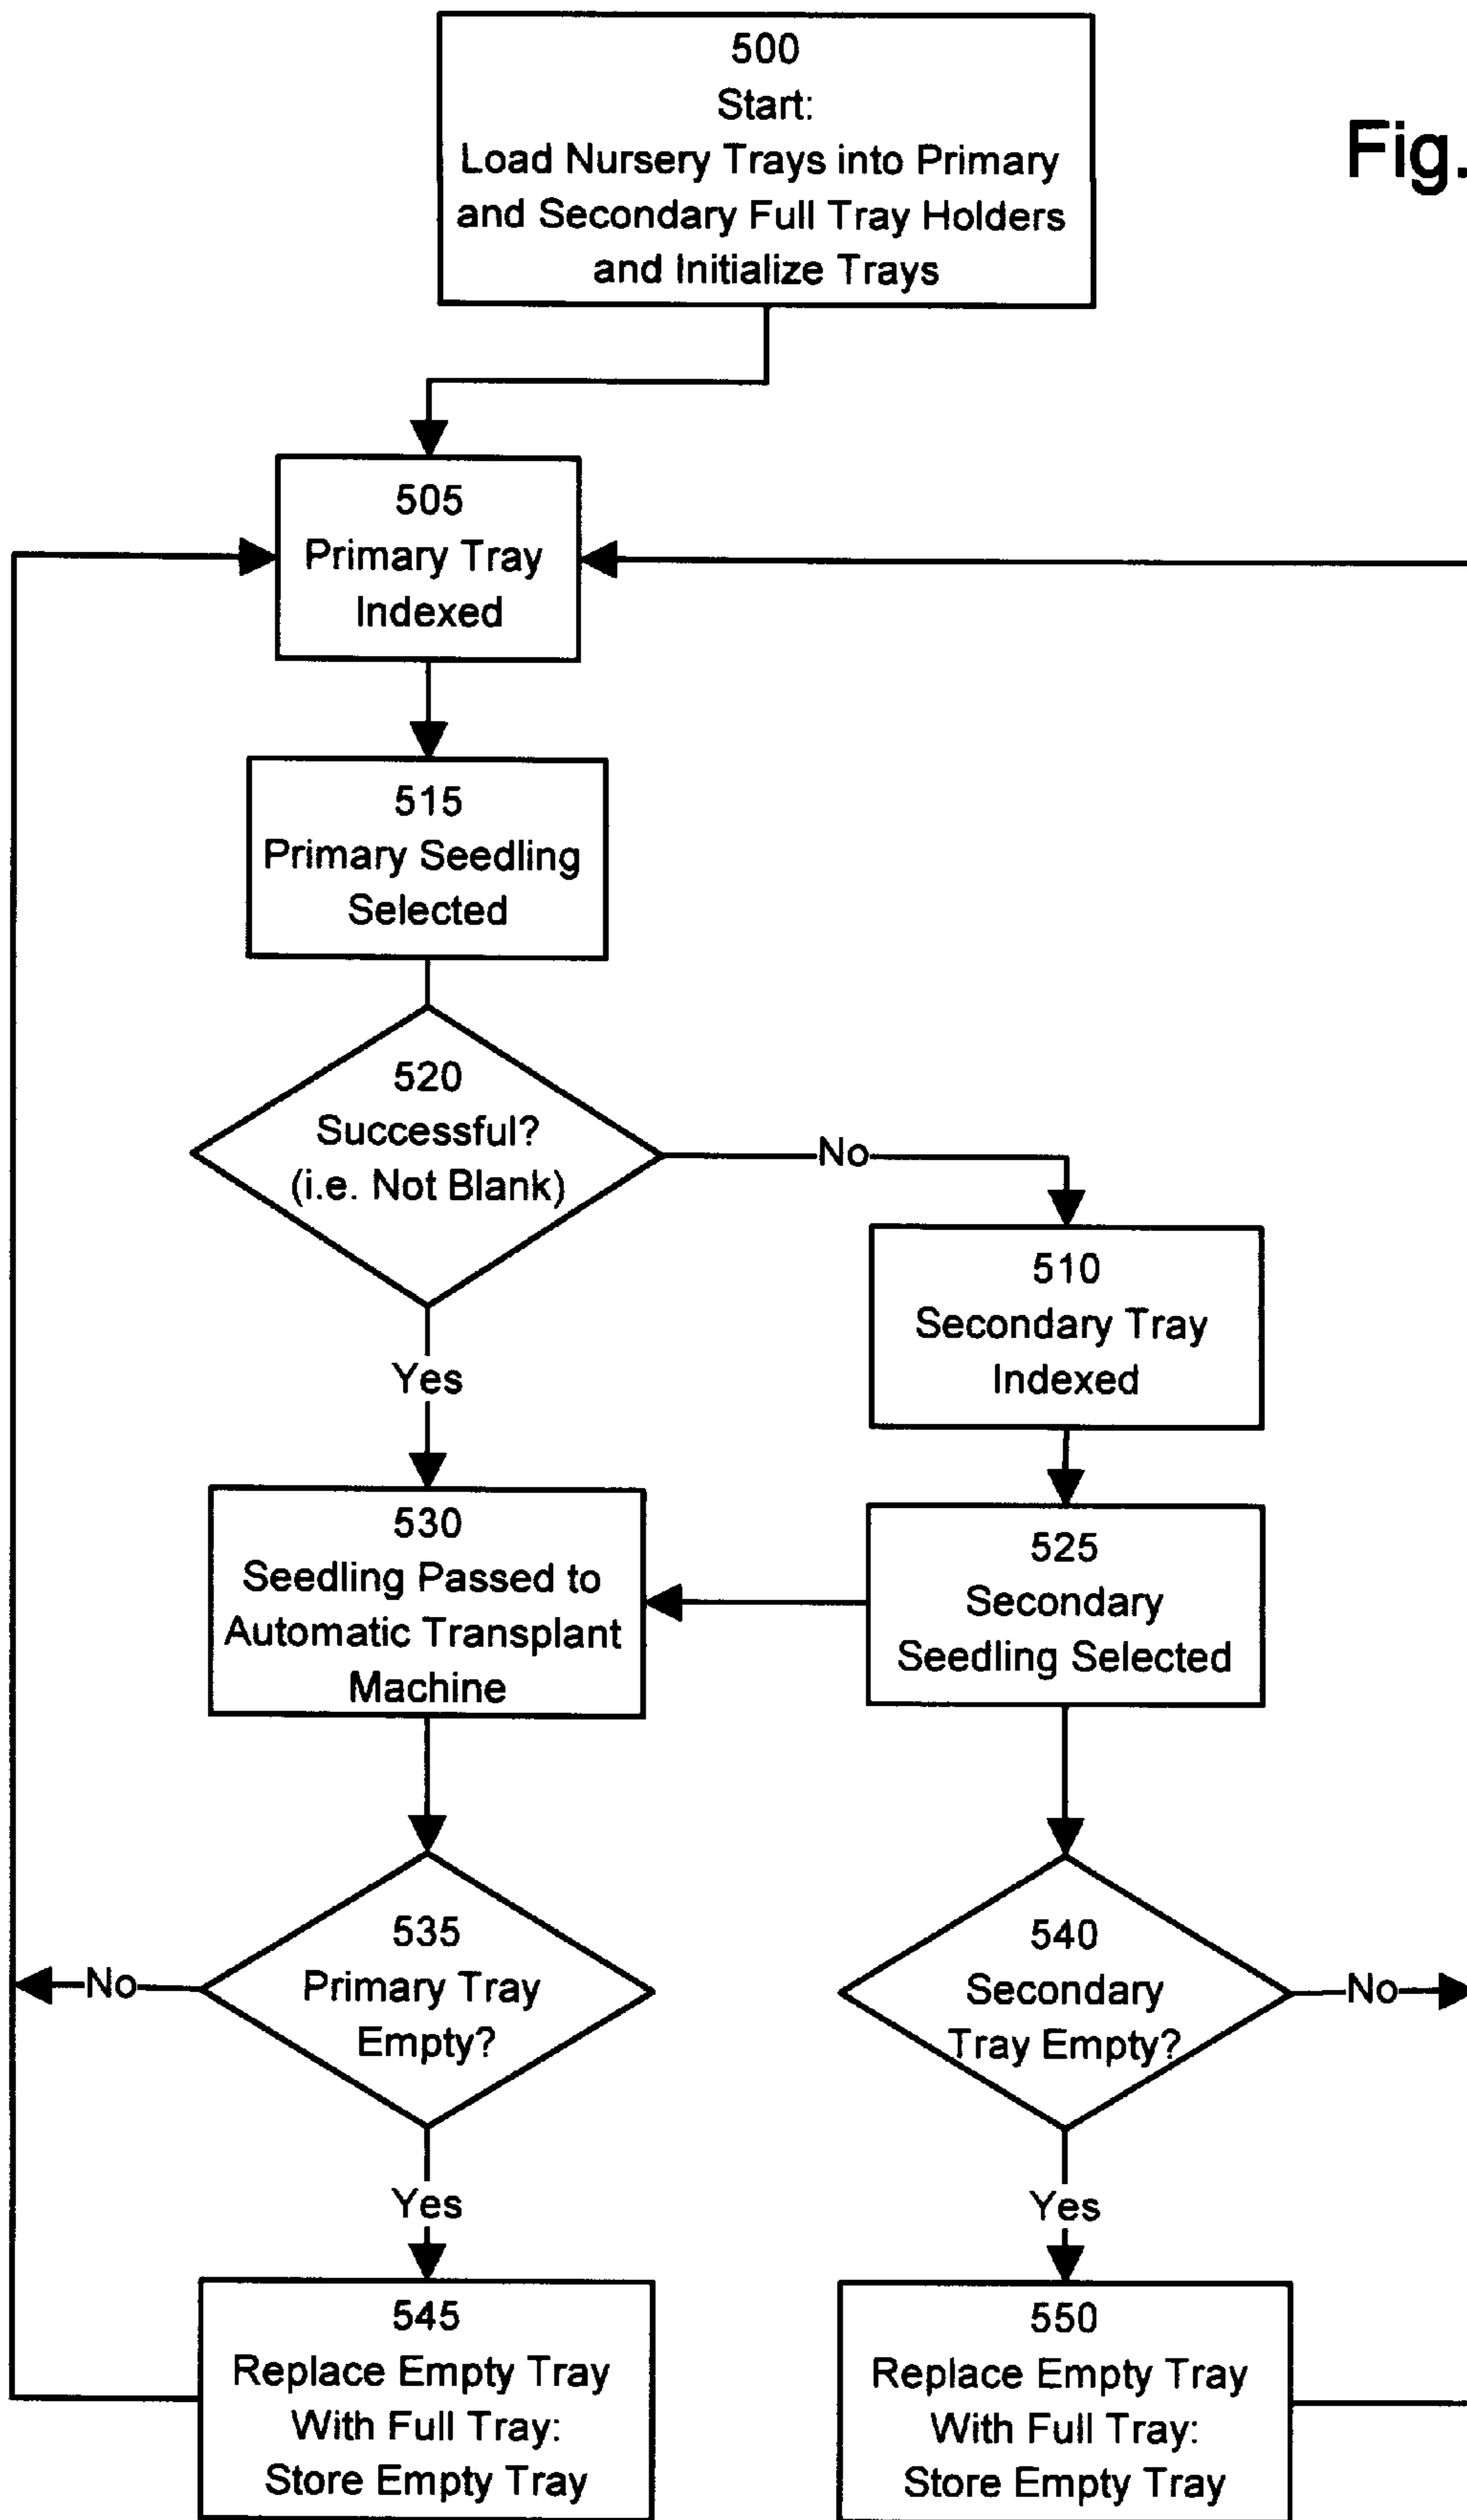 500
Start:
Load Nursery Trays into Primary
and Secondary Full Tray Holders
and Initialize Trays
Fig.
505
Primary Tray
Indexed
515
Primary Seedling
Selected
520
Successful?
(i.e. Not Blank)
No
510
Secondary Tray
Indexed
Yes
530
Seedling Passed to
Automatic Transplant
Machine
525
Secondary
Seedling Selected
535
Primary Tray
Empty?
No
540
Secondary
Tray Empty?
No
Yes
Yes
545
Replace Empty Tray
With Full Tray:
Store Empty Tray
550
Replace Empty Tray
With Full Tray:
Store Empty Tray